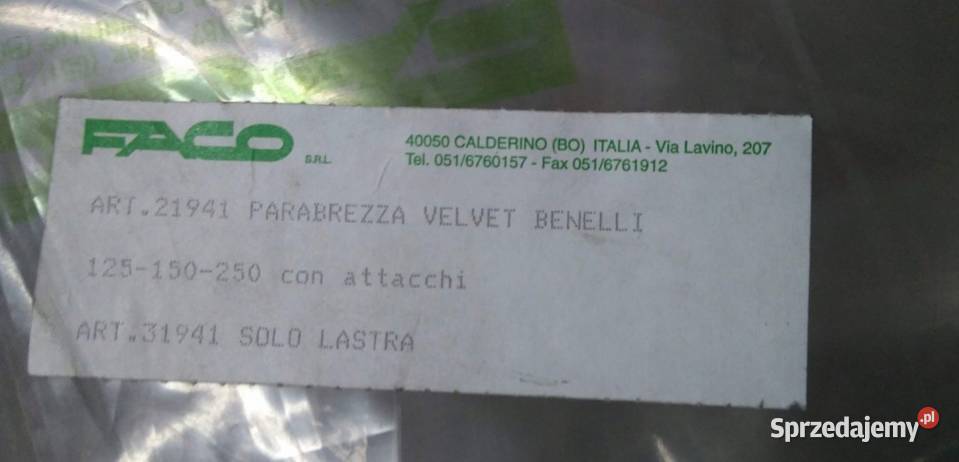 FACO S.R.L.
40050 CALDERINO (BO) ITALIA - Via Lavino, 207
Tel. 051/6760157 - Fax 051/6761912
ART.21941 PARABREZZA VELVET BENELLI
125-150-250 con attacchi
ART.31941 SOLO LASTRA
Sprzedajemy.pl